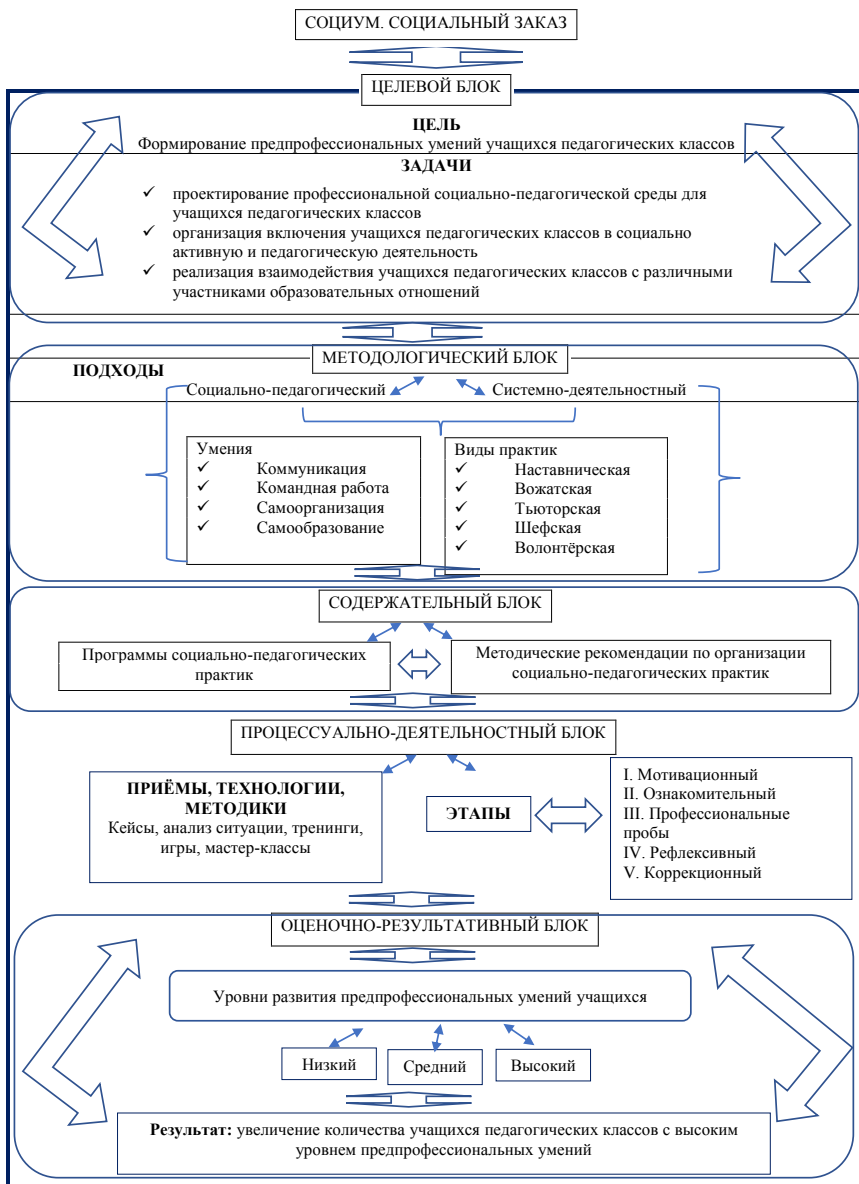 СОЦИУМ. СОЦИАЛЬНЫЙ ЗАКАЗ
ЦЕЛЕВОЙ БЛОК
ЦЕЛЬ
Формирование предпрофессиональных умений учащихся педагогических классов
ЗАДАЧИ
✓ проектирование профессиональной социально-педагогической среды для
учащихся педагогических классов
✓ организация включения учащихся педагогических классов в социально
активную и педагогическую деятельность
✓ реализация взаимодействия учащихся педагогических классов с различными
участниками образовательных отношений
МЕТОДОЛОГИЧЕСКИЙ БЛОК
ПОДХОДЫ
Социально-педагогический
Системно-деятельностный
Умения
✓ Коммуникация
✓ Командная работа
✓ Самоорганизация
✓ Самообразование
Виды практик
✓ Наставническая
✓ Вожатская
✓ Тьюторская
✓ Шефская
✓ Волонтёрская
СОДЕРЖАТЕЛЬНЫЙ БЛОК
Программы социально-педагогических
практик
Методические рекомендации по организации
социально-педагогических практик
ПРОЦЕССУАЛЬНО-ДЕЯТЕЛЬНОСТНЫЙ БЛОК
ПРИЁМЫ, ТЕХНОЛОГИИ,
МЕТОДИКИ
Кейсы, анализ ситуации, тренинги,
игры, мастер-классы
ЭТАПЫ
I. Мотивационный
II. Ознакомительный
III. Профессиональные
пробы
IV. Рефлексивный
V. Коррекционный
ОЦЕНОЧНО-РЕЗУЛЬТАТИВНЫЙ БЛОК
Уровни развития предпрофессиональных умений учащихся
Низкий
Средний
Высокий
Результат: увеличение количества учащихся педагогических классов с высоким
уровнем предпрофессиональных умений